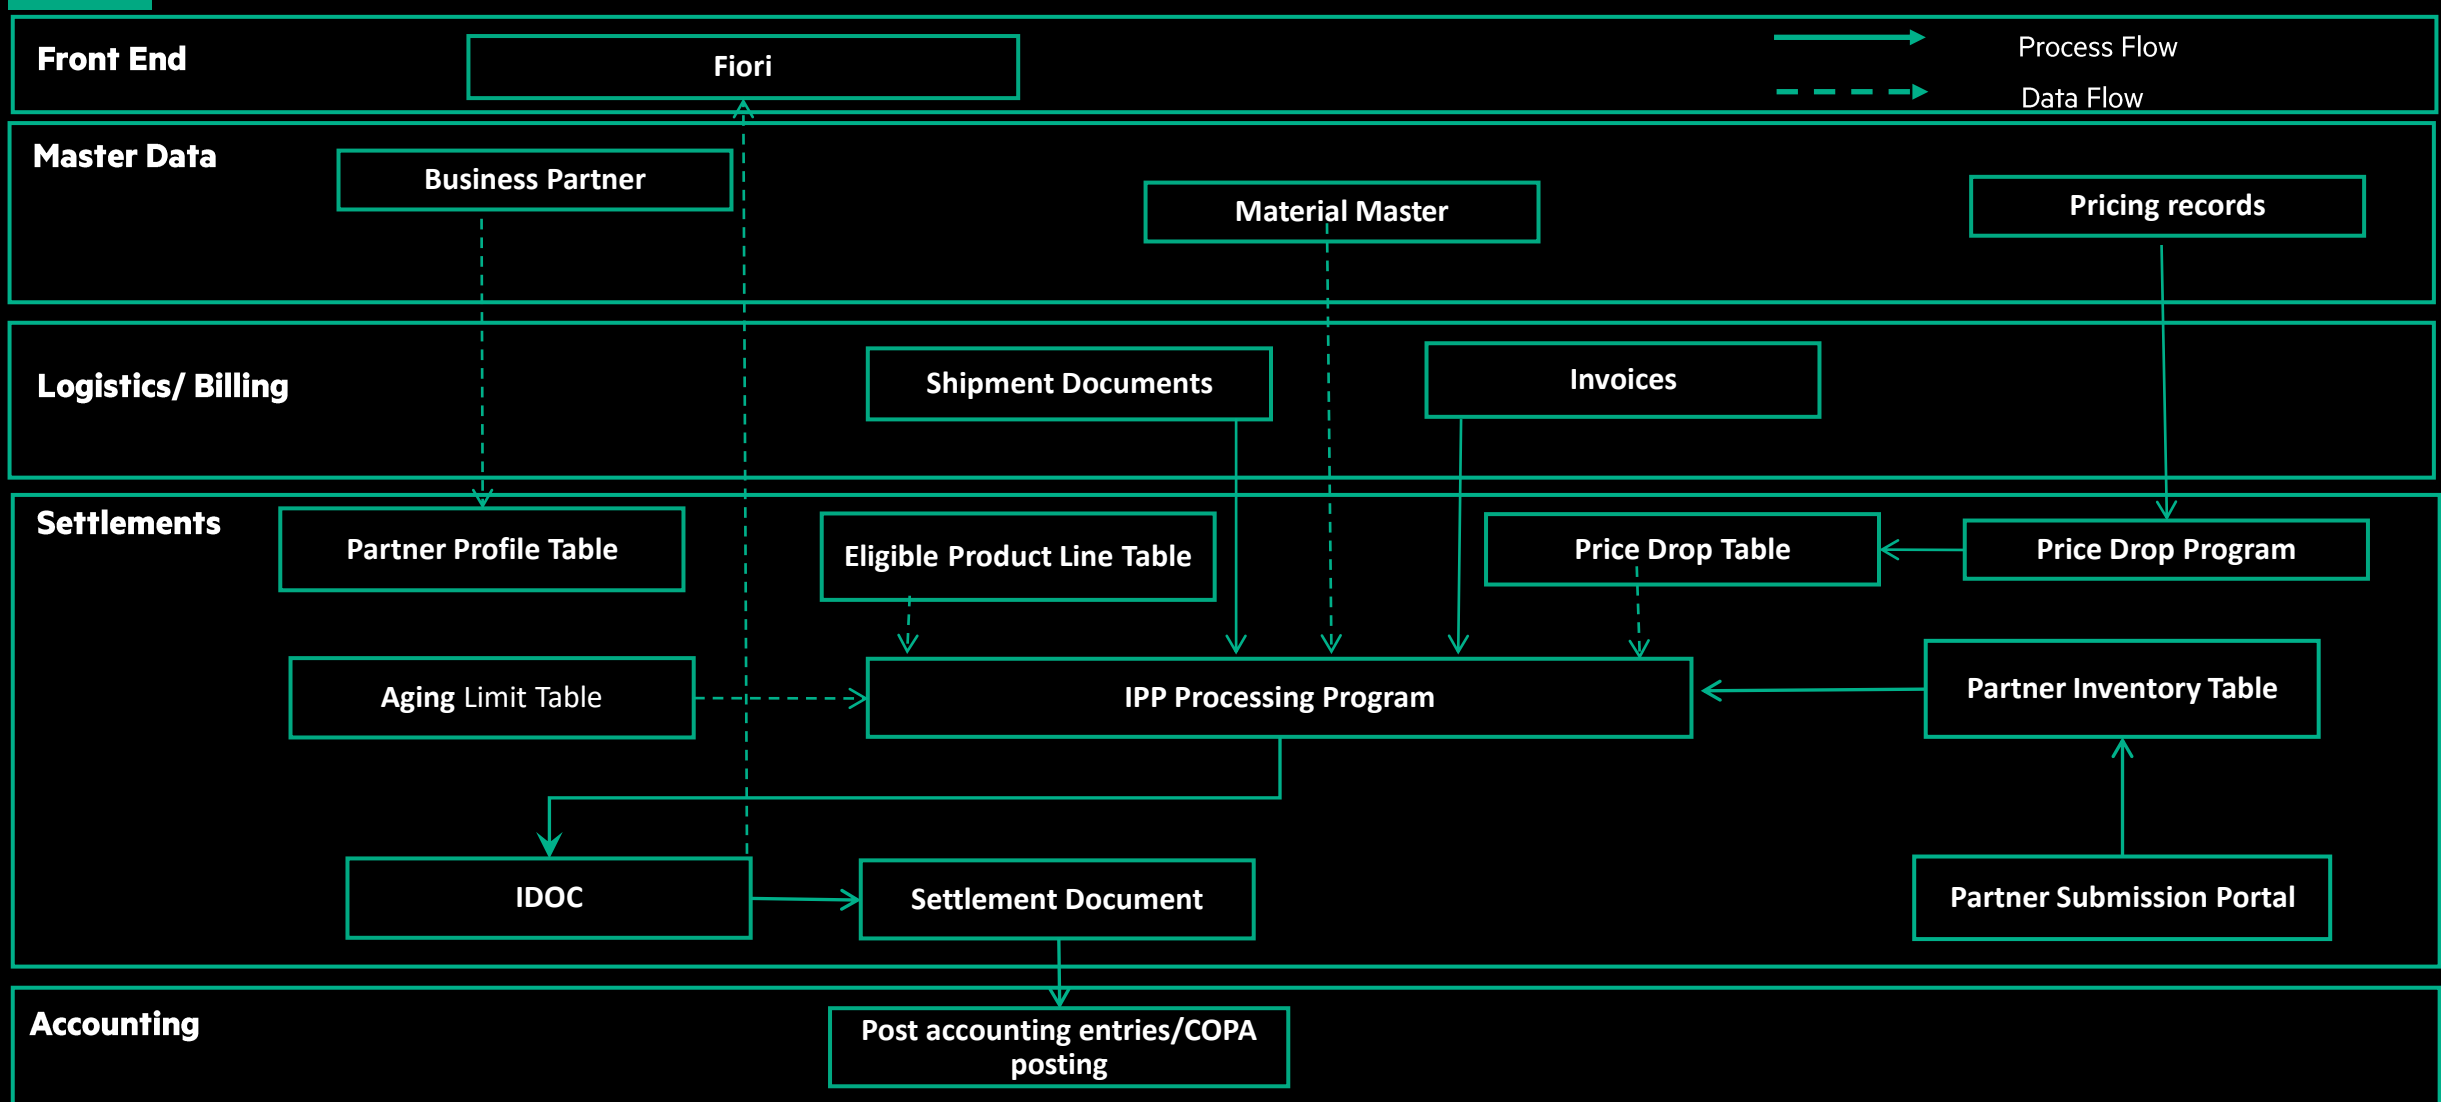 Front End
Fiori
Process Flow
Data Flow
Master Data
Business Partner
Material Master
Pricing records
Logistics/ Billing
Shipment Documents
Invoices
Settlements
Partner Profile Table
Eligible Product Line Table
Price Drop Table
Price Drop Program
Aging Limit Table
IPP Processing Program
Partner Inventory Table
IDOC
Settlement Document
Partner Submission Portal
Accounting
Post accounting entries/COPA
posting